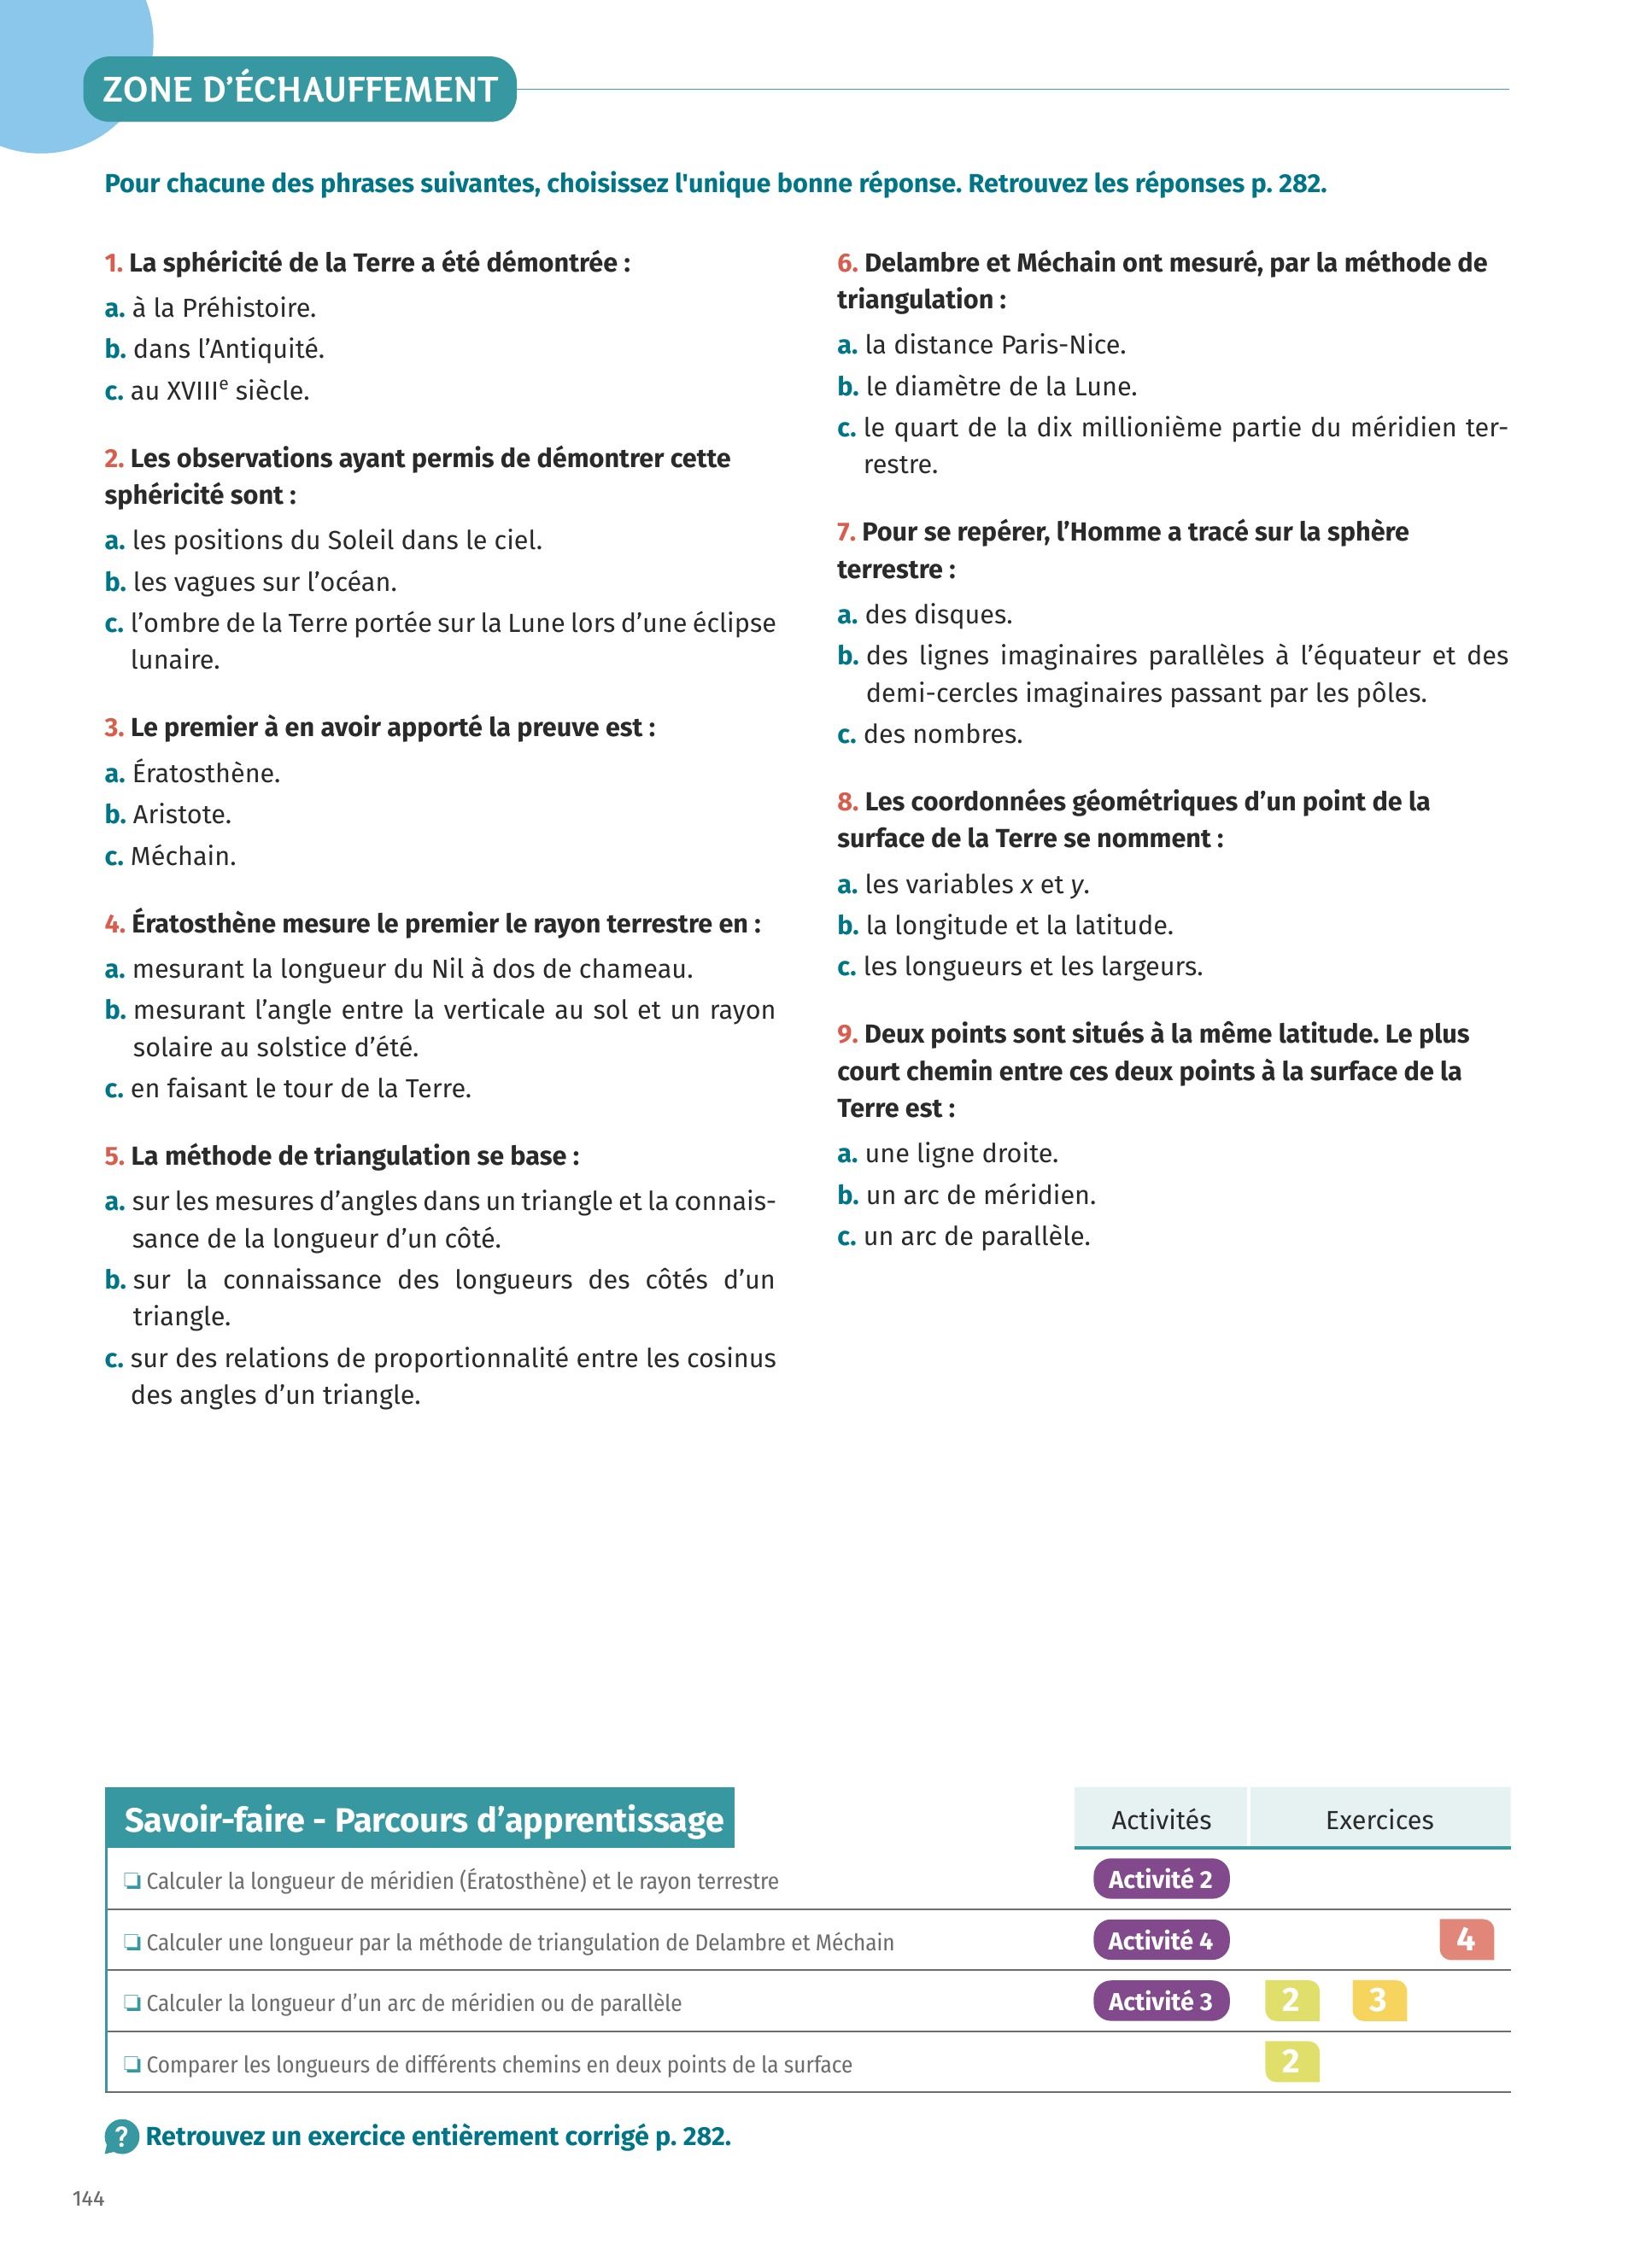 ZONE D’ÉCHAUFFEMENT
Pour chacune des phrases suivantes, choisissez l'unique bonne réponse. Retrouvez les réponses p. 282.
1. La sphéricité de la Terre a été démontrée :
a. à la Préhistoire.
b. dans l’Antiquité.
c. au XVIIIe siècle.
2. Les observations ayant permis de démontrer cette
sphéricité sont :
a. les positions du Soleil dans le ciel.
b. les vagues sur l’océan.
c. l’ombre de la Terre portée sur la Lune lors d’une éclipse
lunaire.
3. Le premier à en avoir apporté la preuve est :
a. Ératosthène.
b. Aristote.
c. Méchain.
4. Ératosthène mesure le premier le rayon terrestre en :
a. mesurant la longueur du Nil à dos de chameau.
b. mesurant l’angle entre la verticale au sol et un rayon
solaire au solstice d’été.
c. en faisant le tour de la Terre.
5. La méthode de triangulation se base :
a. sur les mesures d’angles dans un triangle et la connais-
sance de la longueur d’un côté.
b. sur la connaissance des longueurs des côtés d’un
triangle.
c. sur des relations de proportionnalité entre les cosinus
des angles d’un triangle.
6. Delambre et Méchain ont mesuré, par la méthode de
triangulation :
a. la distance Paris-Nice.
b. le diamètre de la Lune.
c. le quart de la dix millionième partie du méridien ter-
restre.
7. Pour se repérer, l’Homme a tracé sur la sphère
terrestre :
a. des disques.
b. des lignes imaginaires parallèles à l’équateur et des
demi-cercles imaginaires passant par les pôles.
c. des nombres.
8. Les coordonnées géométriques d’un point de la
surface de la Terre se nomment :
a. les variables x et y.
b. la longitude et la latitude.
c. les longueurs et les largeurs.
9. Deux points sont situés à la même latitude. Le plus
court chemin entre ces deux points à la surface de la
Terre est :
a. une ligne droite.
b. un arc de méridien.
c. un arc de parallèle.
Savoir-faire - Parcours d’apprentissage Activités Exercices
Calculer la longueur de méridien (Ératosthène) et le rayon terrestre Activité 2
Calculer une longueur par la méthode de triangulation de Delambre et Méchain Activité 4 4
Calculer la longueur d’un arc de méridien ou de parallèle Activité 3 2 3
Comparer les longueurs de différents chemins en deux points de la surface 2
? Retrouvez un exercice entièrement corrigé p. 282.
144